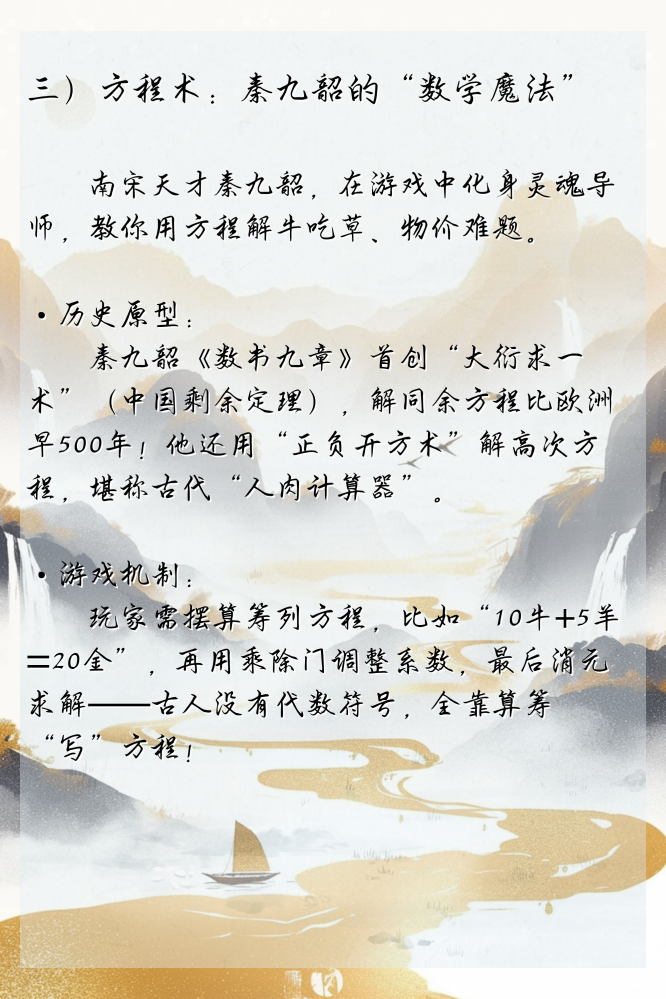 三）方程术：秦九韶的“数学魔法”
南宋天才秦九韶，在游戏中化身灵魂导
师，教你用方程解牛吃草、物价难题。
·历史原型：
秦九韶《数书九章》首创“大衍求一
术”（中国剩余定理），解同余方程比欧洲
早500年！他还用“正负开方术”解高次方
程，堪称古代“人肉计算器”。
·游戏机制：
玩家需摆算筹列方程，比如“10牛+5羊
=20金”，再用乘除门调整系数，最后消元
求解——古人没有代数符号，全靠算筹
“写”方程！